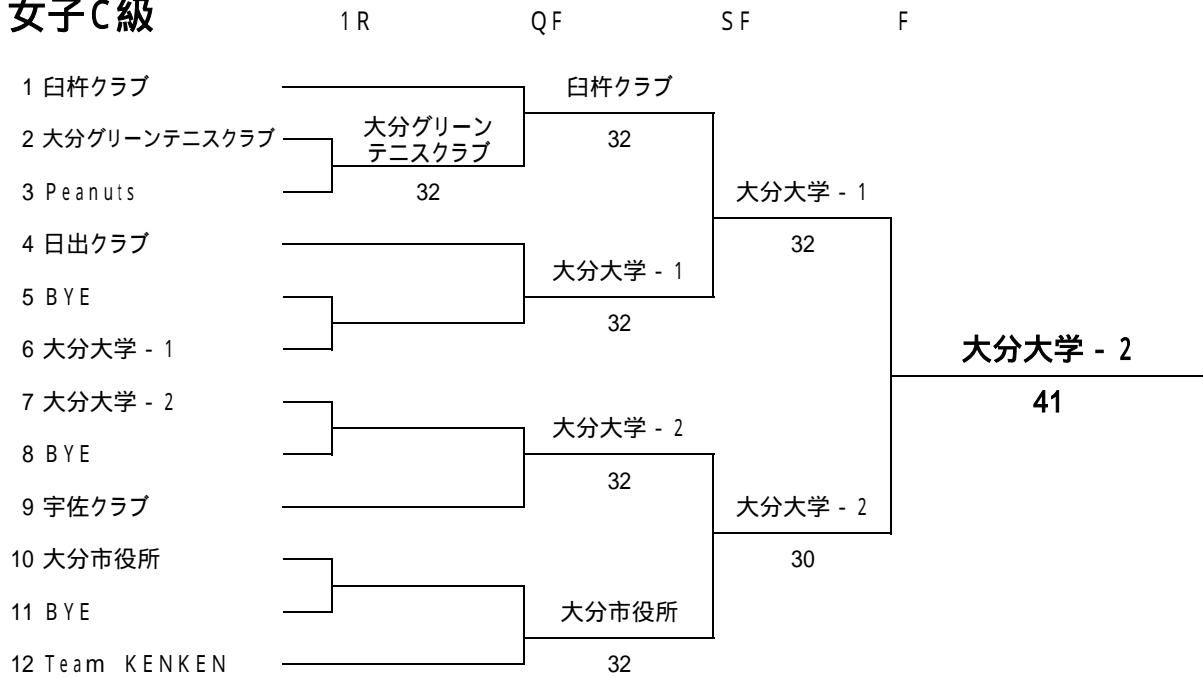 女子C級 1R QF SF F
1 臼杵クラブ 臼杵クラブ
2 大分グリーンテニスクラブ 大分グリーン
テニスクラブ 32
3 Peanuts 32 大分大学 - 1
4 日出クラブ 32
大分大学 - 1
5 BYE
32
6 大分大学 - 1 大分大学 - 2
7 大分大学 - 2 41
大分大学 - 2
8 BYE
32
9 宇佐クラブ 大分大学 - 2
10 大分市役所 30
11 BYE 大分市役所
12 Team KENKEN 32